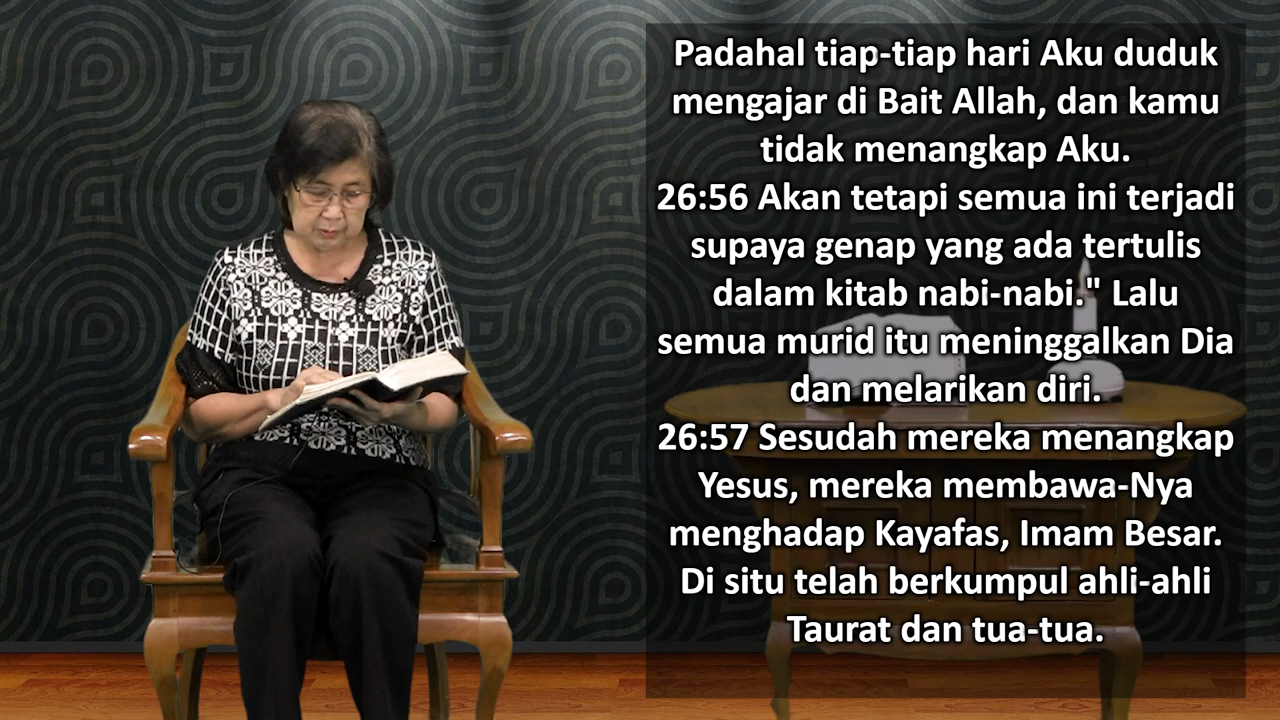 Padahal tiap-tiap hari Aku duduk
mengajar di Bait Allah, dan kamu
tidak menangkap Aku.
26:56 Akan tetapi semua ini terjadi
supaya genap yang ada tertulis
dalam kitab nabi-nabi." Lalu
semua murid itu meninggalkan Dia
dan melarikan diri.
26:57 Sesudah mereka menangkap
Yesus, mereka membawa-Nya
menghadap Kayafas, Imam Besar.
Di situ telah berkumpul ahli-ahli
Taurat dan tua-tua.